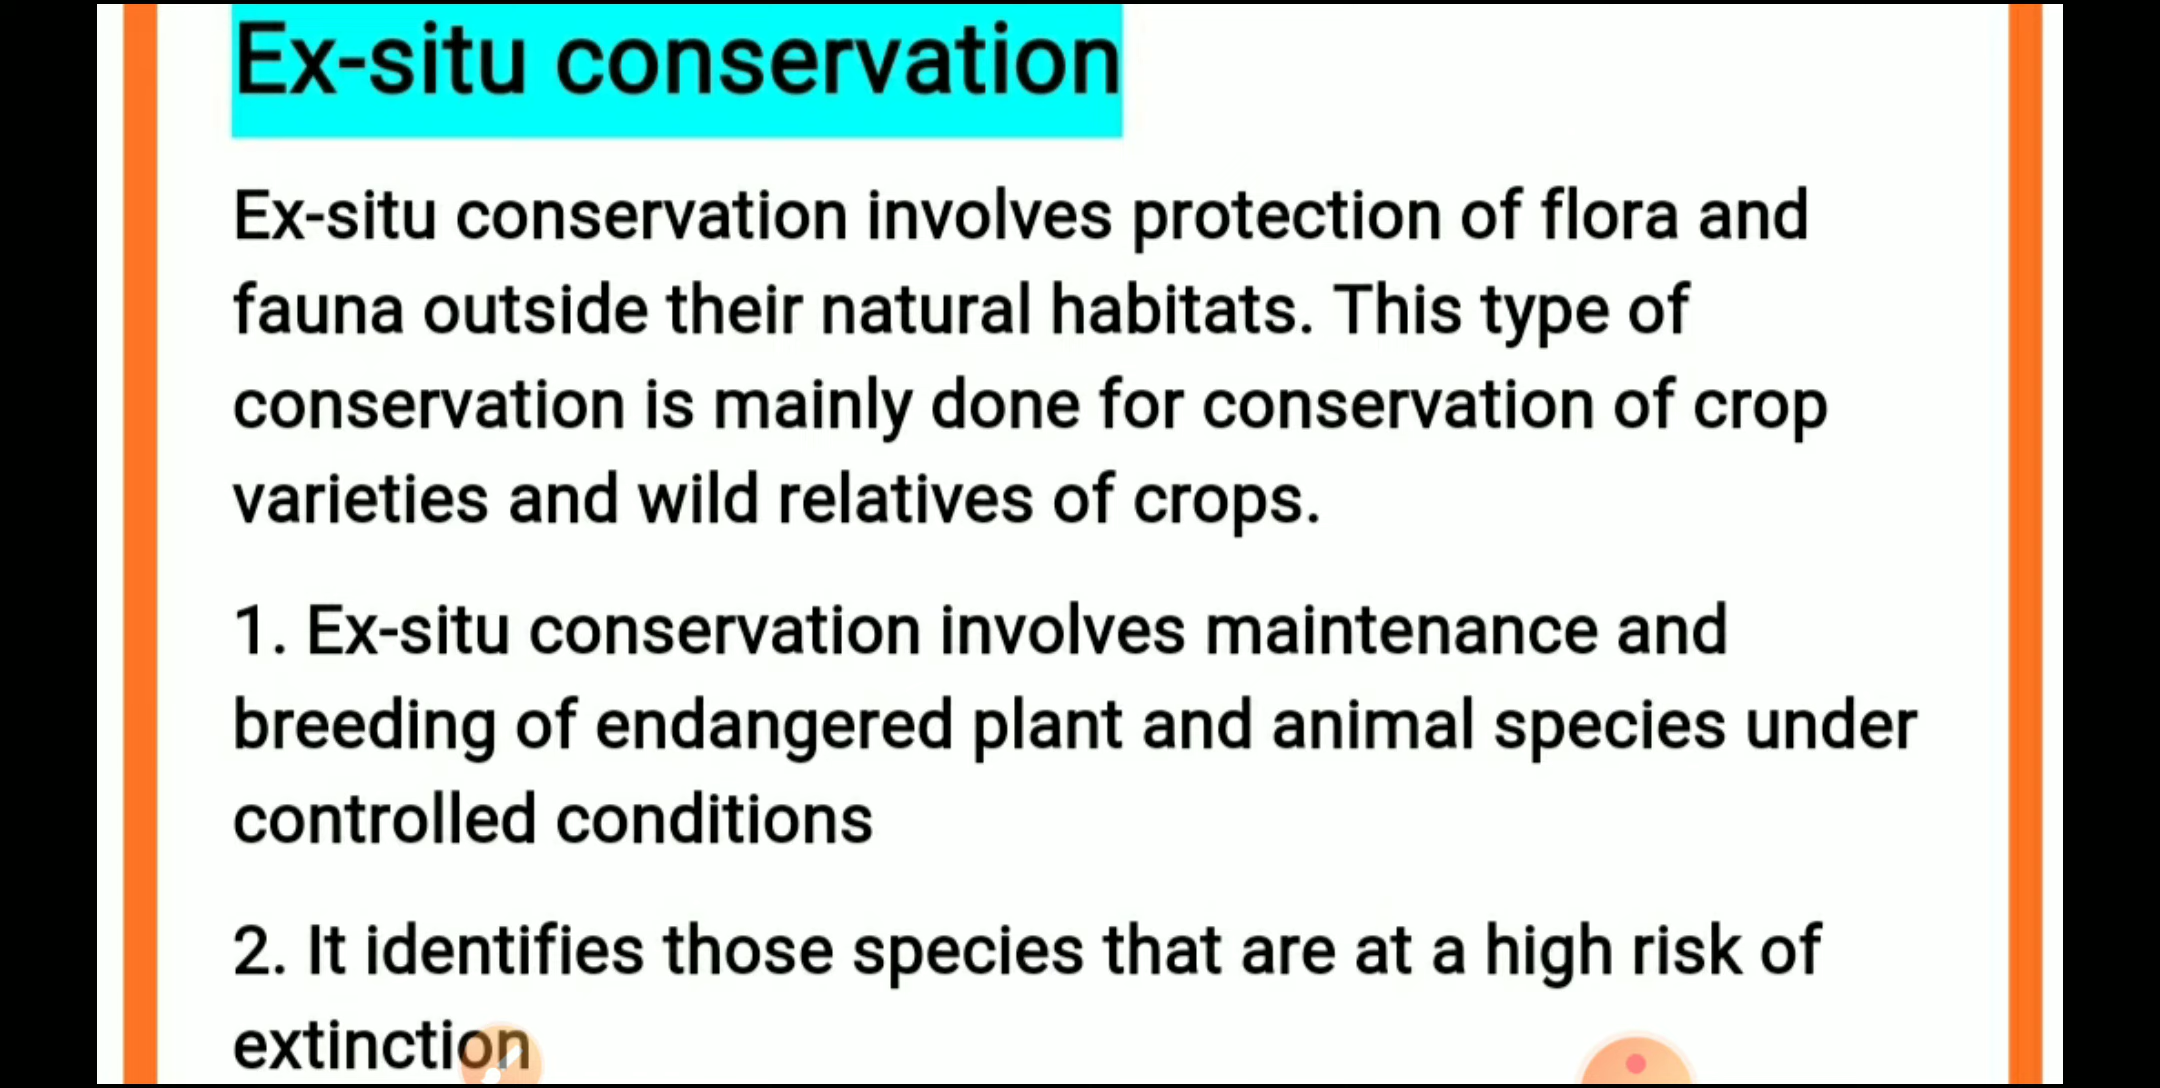 Ex-situ conservation
Ex-situ conservation involves protection of flora and
fauna outside their natural habitats. This type of
conservation is mainly done for conservation of crop
varieties and wild relatives of crops.
1. Ex-situ conservation involves maintenance and
breeding of endangered plant and animal species under
controlled conditions
2. It identifies those species that are at a high risk of
extinction